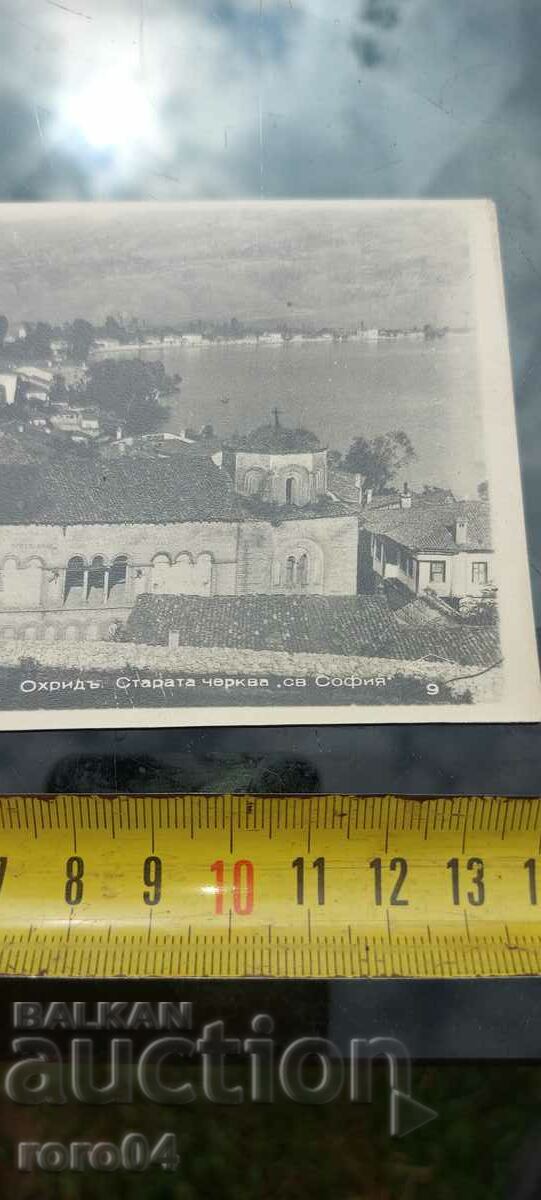 Охридъ. Старата черква „св София“ 9
7 8 9 10 11 12 13 1
BALKAN
auction
roro04